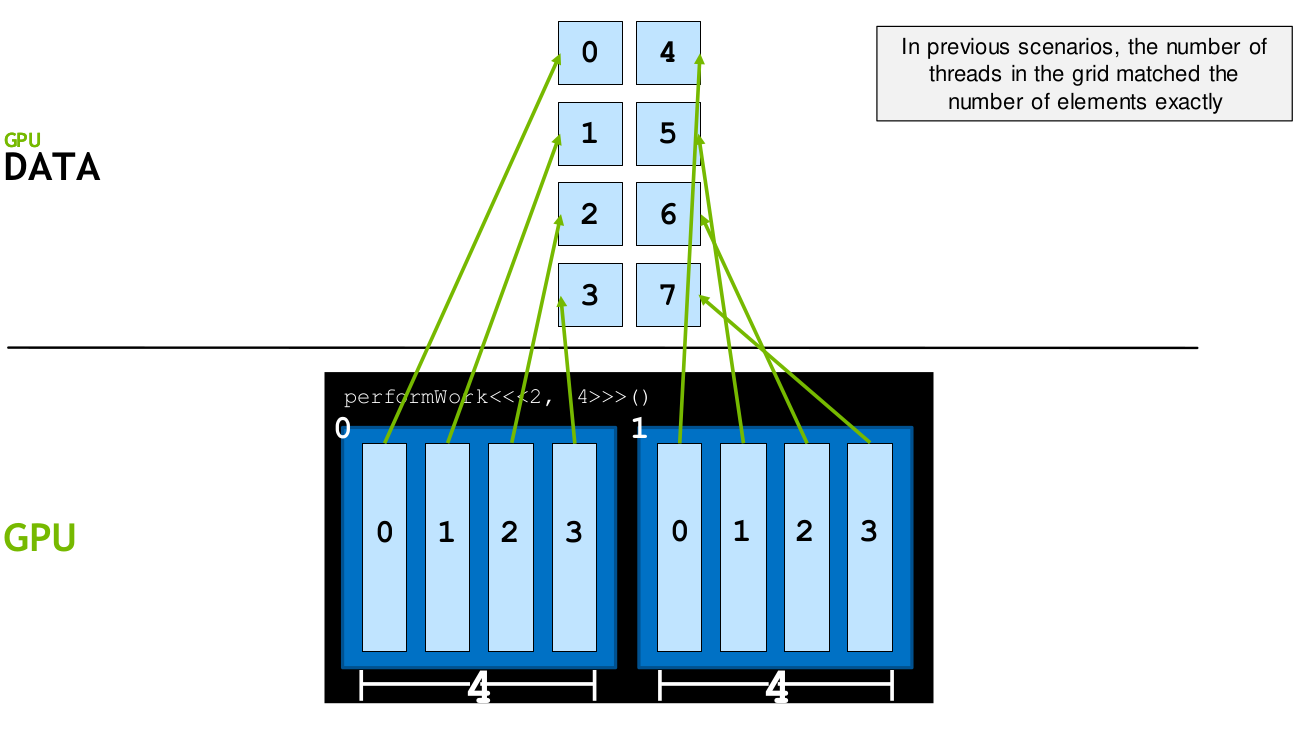 0 4
In previous scenarios, the number of
threads in the grid matched the
number of elements exactly
1 5
GPU
DATA
2 6
3 7
performWork<<<2, 4>>>()
0 1
GPU
0 1 2 3 0 1 2 3
4 4